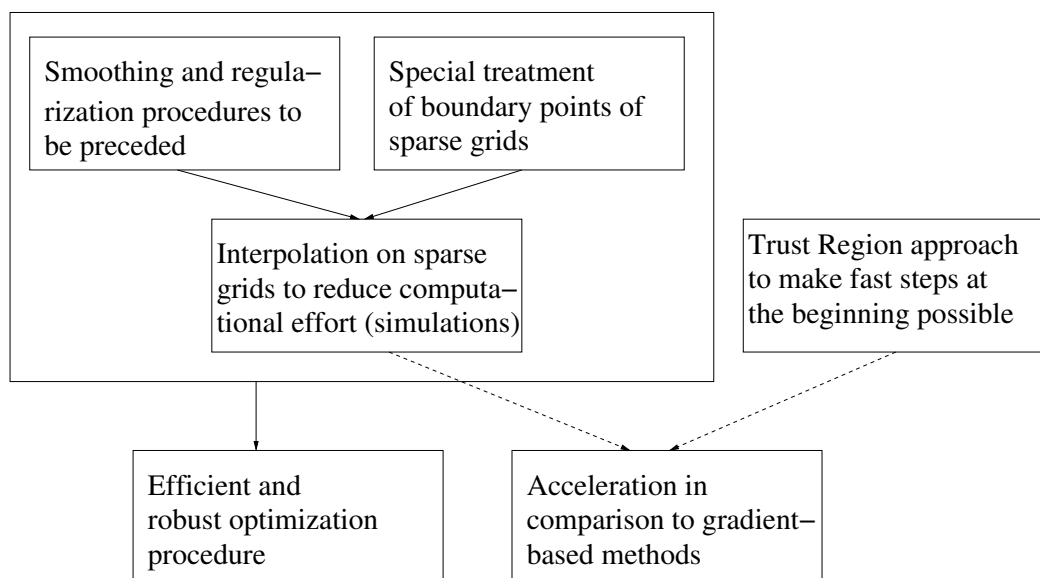 Smoothing and regula−
rization procedures to
be preceded
Special treatment
of boundary points of
sparse grids
Interpolation on sparse
grids to reduce computa−
tional effort (simulations)
Trust Region approach
to make fast steps at
the beginning possible
Efficient and
robust optimization
procedure
Acceleration in
comparison to gradient−
based methods